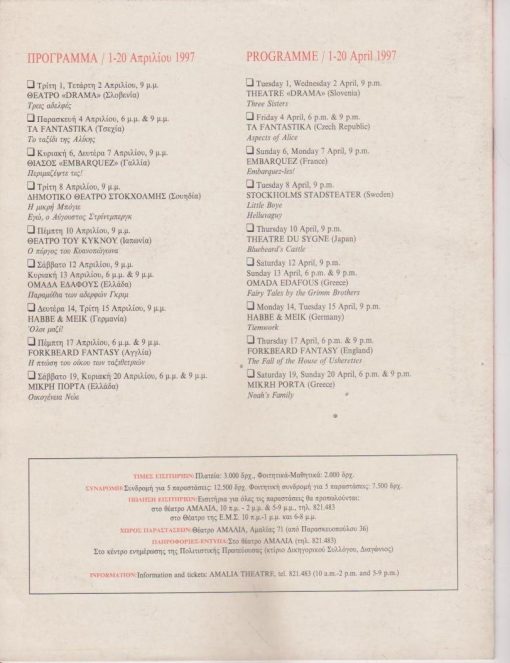 ΠΡΟΓΡΑΜΜΑ / 1-20 Απριλίου 1997
Τρίτη 1, Τετάρτη 2 Απριλίου, 9 μ.μ.
ΘΕΑΤΡΟ «DRAMA» (Σλοβενία)
Τρεις αδελφές
Παρασκευή 4 Απριλίου, 6 μ.μ. & 9 μ.μ.
TA FANTASTIKA (Τσεχία)
Το ταξίδι της Αλίκης
Κυριακή 6, Δευτέρα 7 Απριλίου, 9 μ.μ.
ΘΙΑΣΟΣ «EMBARQUEZ» (Γαλλία)
Περιμαζέψτε τις!
Τρίτη 8 Απριλίου, 9 μ.μ.
ΔΗΜΟΤΙΚΟ ΘΕΑΤΡΟ ΣΤΟΚΧΟΛΜΗΣ (Σουηδία)
Η μικρή Μπόγιε
Εγώ, ο Αύγουστος Στρίντμπεργκ
Πέμπτη 10 Απριλίου, 9 μ.μ.
ΘΕΑΤΡΟ ΤΟΥ ΚΥΚΝΟΥ (Ιαπωνία)
Ο πύργος του Κυανοπώγωνα
Σάββατο 12 Απριλίου, 9 μ.μ.
Κυριακή 13 Απριλίου, 6 μ.μ. & 9 μ.μ.
ΟΜΑΔΑ ΕΔΑΦΟΥΣ (Ελλάδα)
Παραμύθια των αδερφών Γκριμ
Δευτέρα 14, Τρίτη 15 Απριλίου, 9 μ.μ.
HABBE & MEIK (Γερμανία)
'Ολοι μαζί!
Πέμπτη 17 Απριλίου, 6 μ.μ. & 9 μ.μ.
FORKBEARD FANTASY (Αγγλία)
Η πτώση του οίκου των ταξιθετριών
Σάββατο 19, Κυριακή 20 Απριλίου, 6 μ.μ. & 9 μ.μ.
ΜΙΚΡΗ ΠΟΡΤΑ (Ελλάδα)
Οικογένεια Νώε
PROGRAMME / 1-20 April 1997
Tuesday 1, Wednesday 2 April, 9 p.m.
THEATRE «DRAMA» (Slovenia)
Three Sisters
Friday 4 April, 6 p.m. & 9 p.m.
TA FANTASTIKA (Czech Republic)
Aspects of Alice
Sunday 6, Monday 7 April, 9 p.m.
EMBARQUEZ (France)
Embarquez-les!
Tuesday 8 April, 9 p.m.
STOCKHOLMS STADSTEATER (Sweden)
Little Boye
Helluvaguy
Thursday 10 April, 9 p.m.
THEATRE DU SYGNE (Japan)
Bluebeard's Castle
Saturday 12 April, 9 p.m.
Sunday 13 April, 6 p.m. & 9 p.m.
OMADA EDAFOUS (Greece)
Fairy Tales by the Grimm Brothers
Monday 14, Tuesday 15 April, 9 p.m.
HABBE & MEIK (Germany)
Tiemwork
Thursday 17 April, 6 p.m. & 9 p.m.
FORKBEARD FANTASY (England)
The Fall of the House of Usherettes
Saturday 19, Sunday 20 April, 6 p.m. & 9 p.m.
MIKRH PORTA (Greece)
Noah's Family
ΤΙΜΕΣ ΕΙΣΙΤΗΡΙΩΝ: Πλατεία: 3.000 δρχ., Φοιτητικά-Μαθητικά: 2.000 δρχ.
ΣΥΝΔΡΟΜΗ: Συνδρομή για 5 παραστάσεις: 12.500 δρχ. Φοιτητική συνδρομή για 5 παραστάσεις: 7.500 δρχ.
ΠΩΛΗΣΗ ΕΙΣΙΤΗΡΙΩΝ: Εισιτήρια για όλες τις παραστάσεις θα προπολούνται:
στο θέατρο ΑΜΑΛΙΑ, 10 π.μ. - 2 μ.μ. & 5-9 μ.μ., τηλ. 821.483
στο Θέατρο της Ε.Μ.Σ. 10 π.μ.-1 μ.μ. και 6-8 μ.μ.
ΧΩΡΟΣ ΠΑΡΑΣΤΑΣΕΩΝ: Θέατρο ΑΜΑΛΙΑ, Αμαλίας 71 (από Παρασκευοπούλου 36)
ΠΛΗΡΟΦΟΡΙΕΣ-ΕΝΤΥΠΑ: Στο θέατρο ΑΜΑΛΙΑ (τηλ. 821.483)
Στο κέντρο ενημέρωσης της Πολιτιστικής Πρωτεύουσας (κτίριο Δικηγορικού Συλλόγου, Διαγώνιος)
INFORMATION: Information and tickets: AMALIA THEATRE, tel. 821.483 (10 a.m.-2 p.m. and 5-9 p.m.)